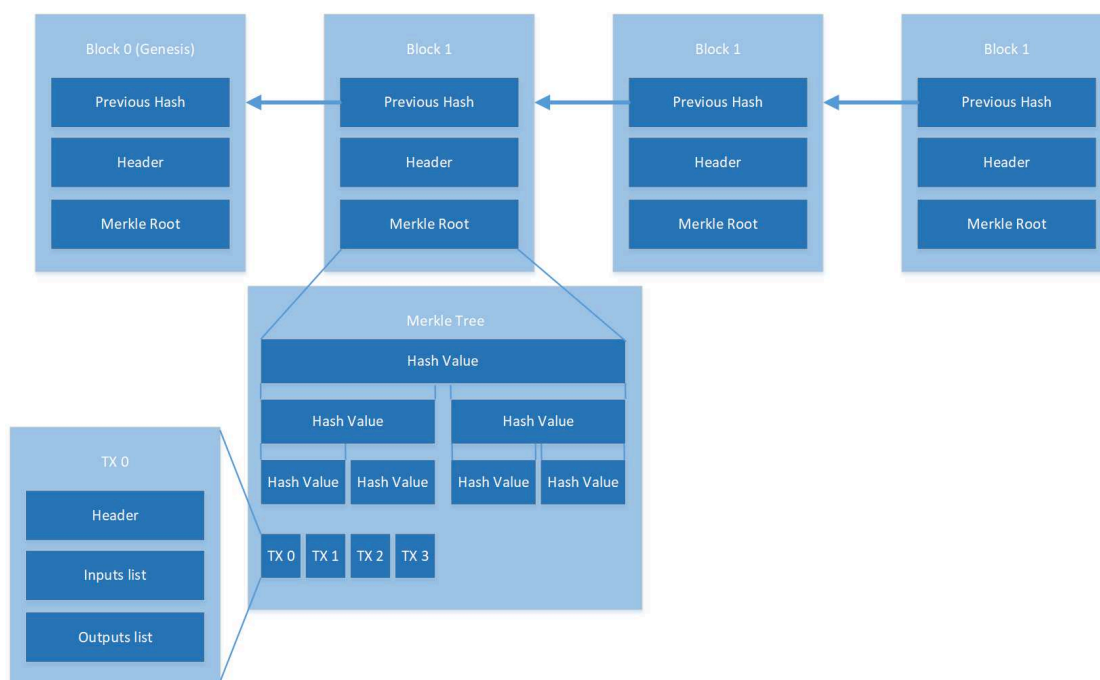 Block 0 (Genesis)
Previous Hash
Header
Merkle Root
Block 1
Previous Hash
Header
Merkle Root
Block 1
Previous Hash
Header
Merkle Root
Block 1
Previous Hash
Header
Merkle Root
Merkle Tree
Hash Value
Hash Value
Hash Value
Hash Value
Hash Value
Hash Value
Hash Value
TX 0
TX 1
TX 2
TX 3
TX 0
Header
Inputs list
Outputs list